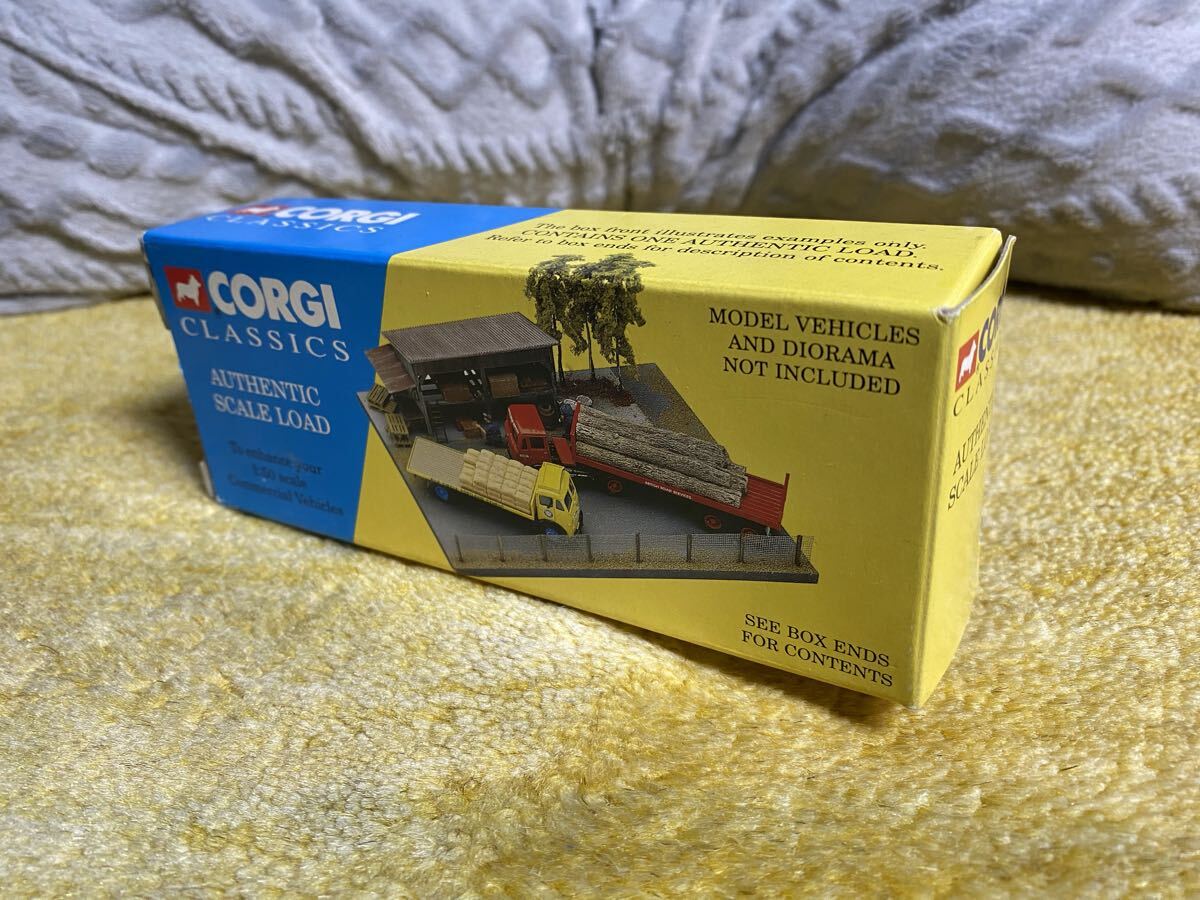 CORGI
CLASSICS
The box front illustrates examples only.
CONTAINS ONE AUTHENTIC LOAD.
Refer to box ends for description of contents.
CORGI
CLASSICS
AUTHENTIC
SCALE LOAD
To enhance your
1:50 scale
Commercial Vehicles
MODEL VEHICLES
AND DIORAMA
NOT INCLUDED
SEE BOX ENDS
FOR CONTENTS